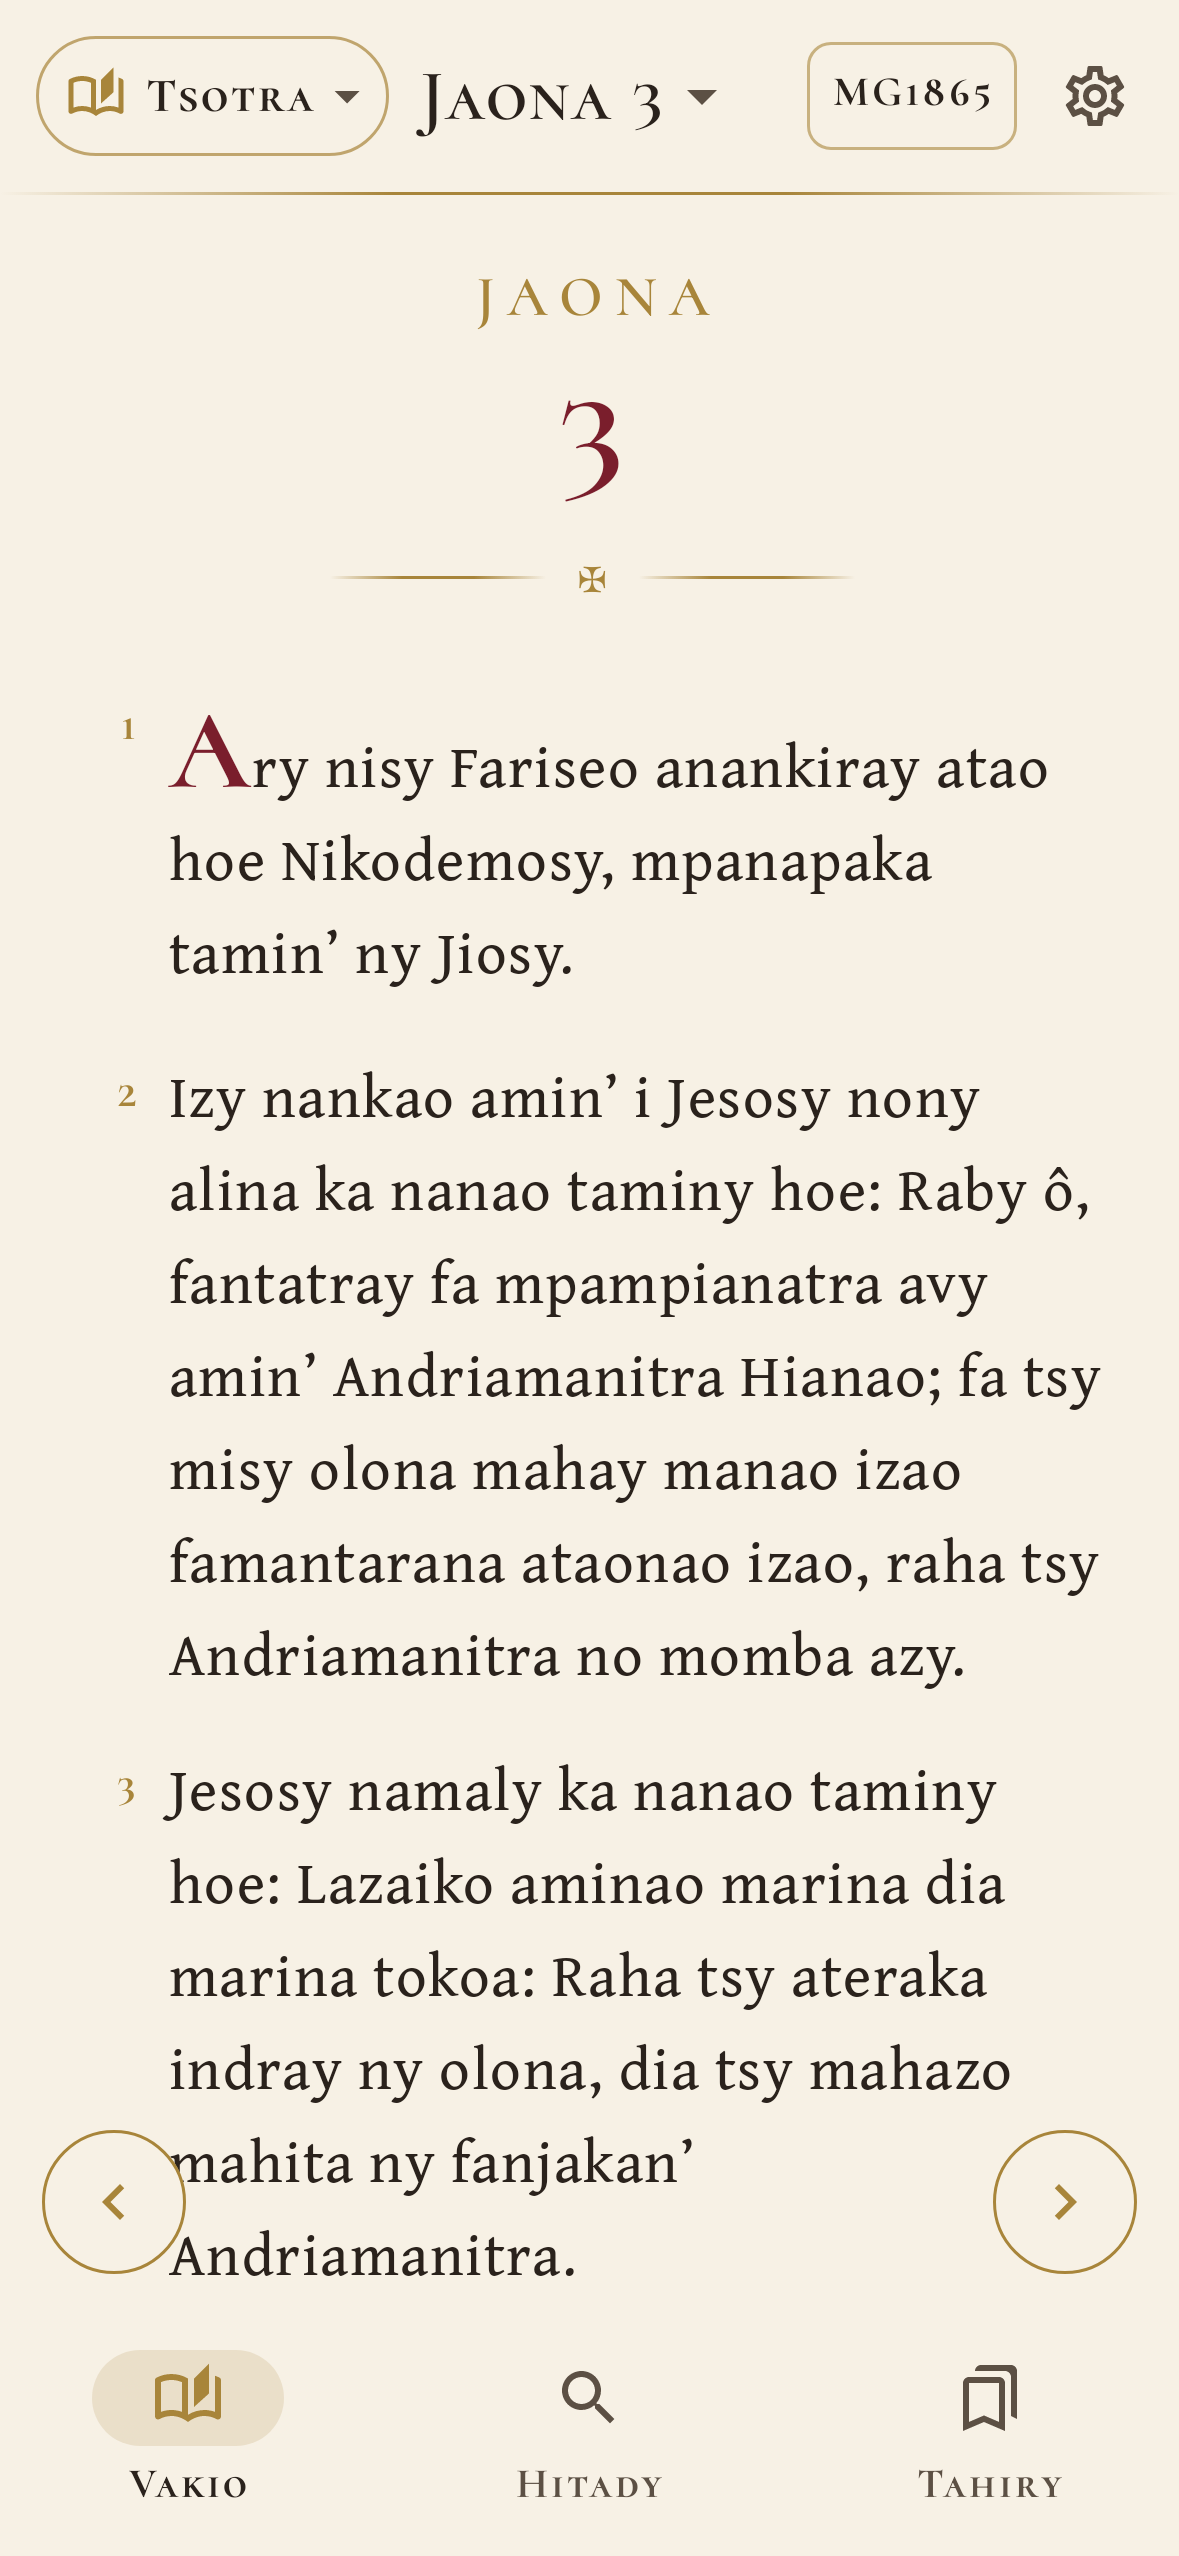 Tsotra
Jaona 3
MG1865
JAONA
3
✠
1 Ary nisy Fariseo anankiray atao
hoe Nikodemosy, mpanapaka
tamin’ ny Jiosy.
2 Izy nankao amin’ i Jesosy nony
alina ka nanao taminy hoe: Raby ô,
fantatray fa mpampianatra avy
amin’ Andriamanitra Hianao; fa tsy
misy olona mahay manao izao
famantarana ataonao izao, raha tsy
Andriamanitra no momba azy.
3 Jesosy namaly ka nanao taminy
hoe: Lazaiko aminao marina dia
marina tokoa: Raha tsy ateraka
indray ny olona, dia tsy mahazo
mahita ny fanjakan’
Andriamanitra.
Vakio
Hitady
Tahiry